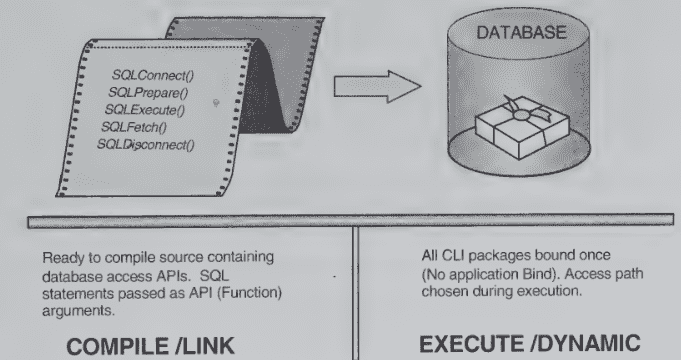 SQLConnect()
SQLPrepare()
SQLExecute()
SQLFetch()
SQLDisconnect()
DATABASE
Ready to compile source containing
database access APIs. SQL
statements passed as API (Function)
arguments.
COMPILE /LINK
All CLI packages bound once
(No application Bind). Access path
chosen during execution.
EXECUTE /DYNAMIC